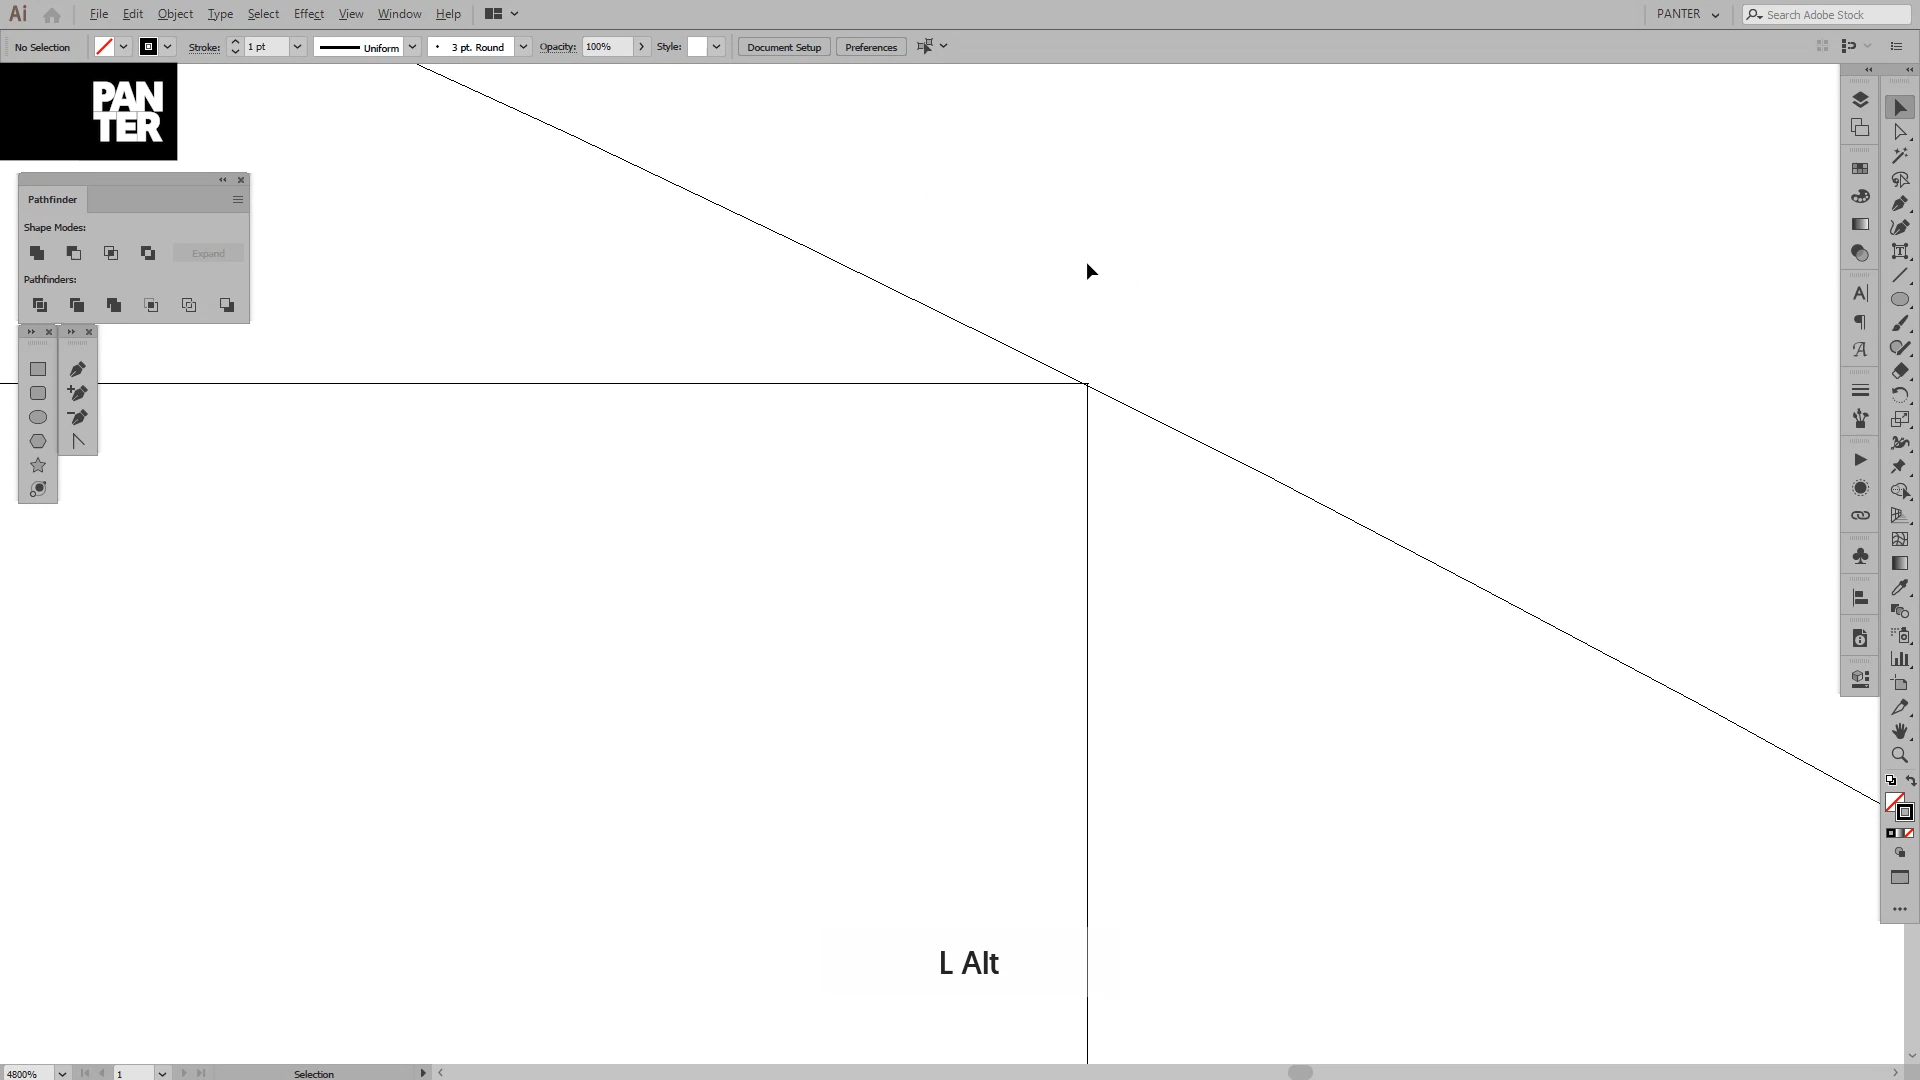 Ai File Edit Object Type Select Effect View Window Help PANTER Search Adobe Stock
No Selection Stroke: 1 pt Uniform 3 pt. Round Opacity: 100% Style: Document Setup Preferences
PAN
TER
Pathfinder
Shape Modes:
Expand
Pathfinders:
L Alt
4800% 1 Selection